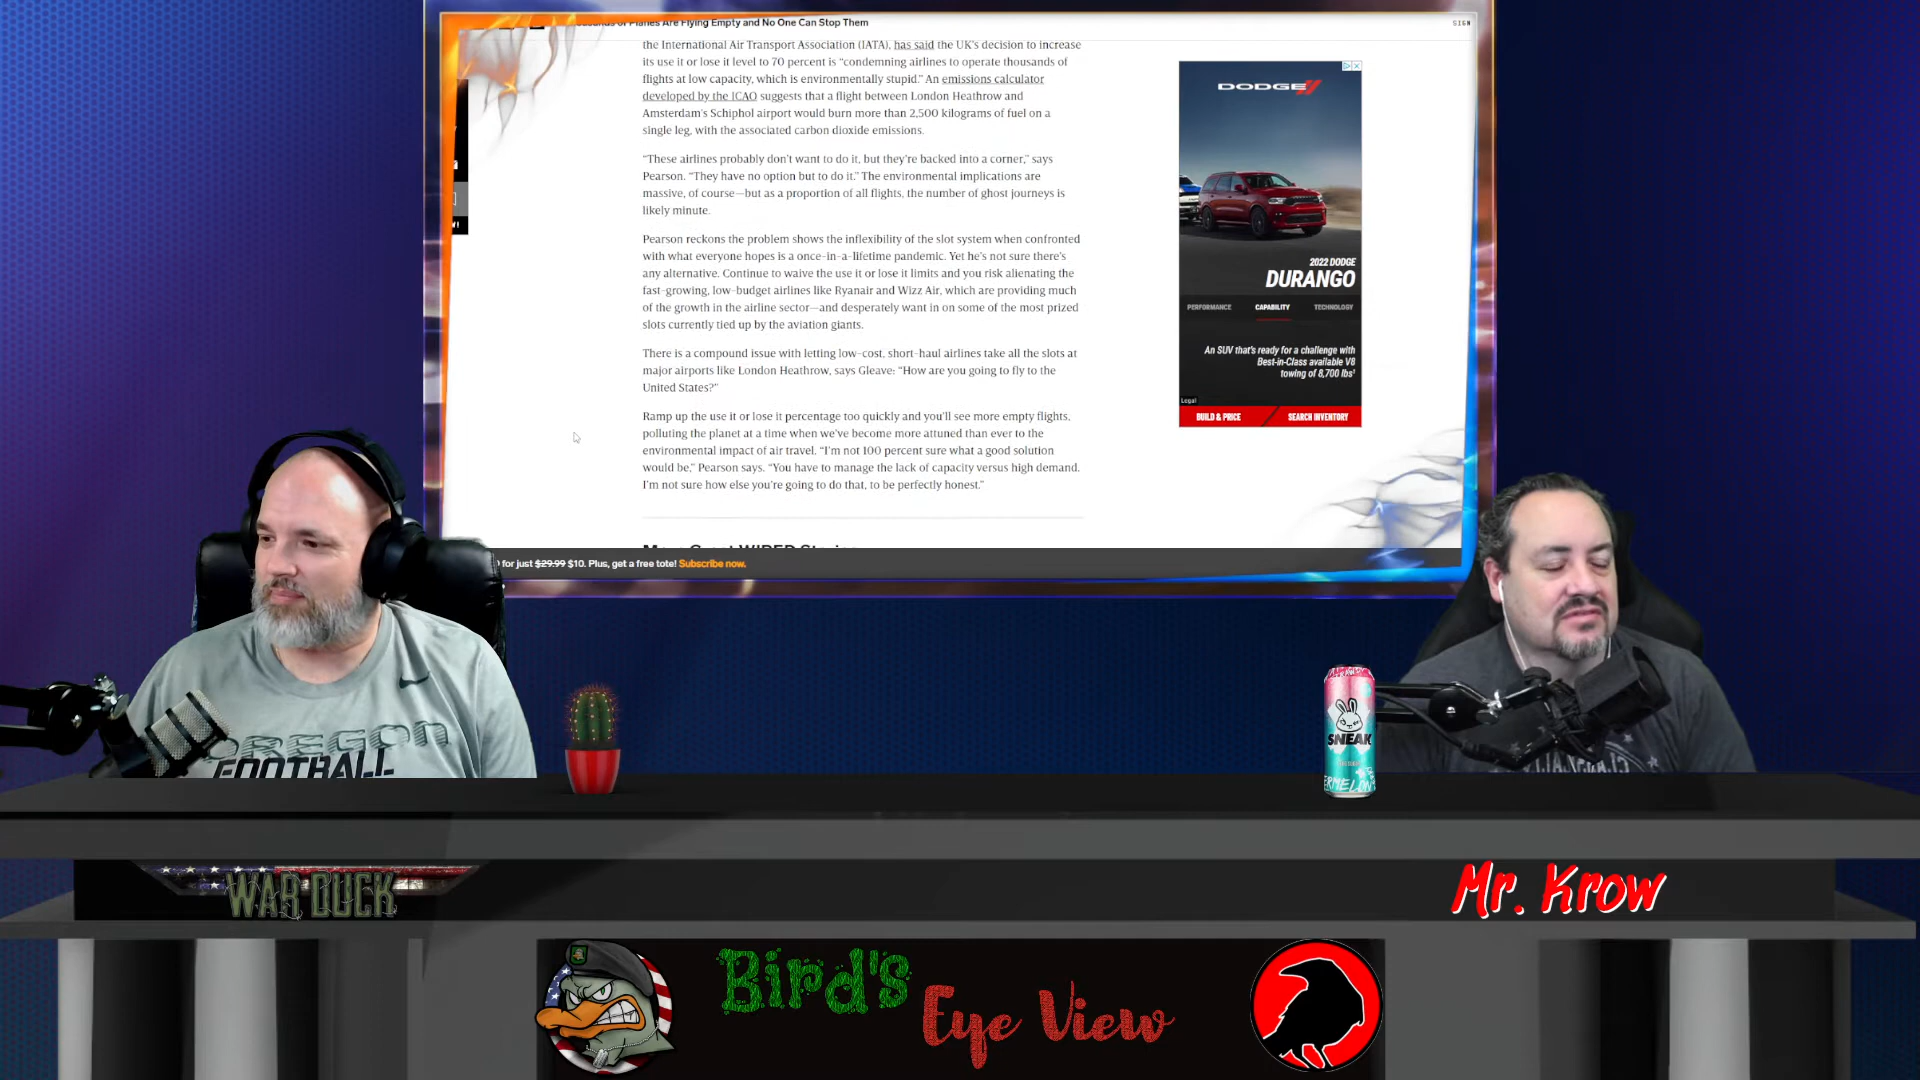 ousands of Planes Are Flying Empty and No One Can Stop Them
SIGN
the International Air Transport Association (IATA), has said the UK's decision to increase
its use it or lose it level to 70 percent is "condemning airlines to operate thousands of
flights at low capacity, which is environmentally stupid." An emissions calculator
developed by the ICAO suggests that a flight between London Heathrow and
Amsterdam's Schiphol airport would burn more than 2,500 kilograms of fuel on a
single leg, with the associated carbon dioxide emissions.
"These airlines probably don't want to do it, but they're backed into a corner," says
Pearson. "They have no option but to do it." The environmental implications are
massive, of course—but as a proportion of all flights, the number of ghost journeys is
likely minute.
Pearson reckons the problem shows the inflexibility of the slot system when confronted
with what everyone hopes is a once-in-a-lifetime pandemic. Yet he's not sure there's
any alternative. Continue to waive the use it or lose it limits and you risk alienating the
fast-growing, low-budget airlines like Ryanair and Wizz Air, which are providing much
of the growth in the airline sector—and desperately want in on some of the most prized
slots currently tied up by the aviation giants.
There is a compound issue with letting low-cost, short-haul airlines take all the slots at
major airports like London Heathrow, says Gleave: "How are you going to fly to the
United States?"
Ramp up the use it or lose it percentage too quickly and you'll see more empty flights,
polluting the planet at a time when we've become more attuned than ever to the
environmental impact of air travel. "I'm not 100 percent sure what a good solution
would be," Pearson says. "You have to manage the lack of capacity versus high demand.
I'm not sure how else you're going to do that, to be perfectly honest."
More Great WIRED Stories
for just $29.99 $10. Plus, get a free tote! Subscribe now.
DODGE
2022 DODGE
DURANGO
PERFORMANCE CAPABILITY TECHNOLOGY
An SUV that's ready for a challenge with
Best-in-Class available V8
towing of 8,700 lbs¹
Legal
BUILD & PRICE SEARCH INVENTORY
OREGON
FOOTBALL
SNEAK
ERMELON
WAR DUCK
Mr. Krow
Bird's
Eye View